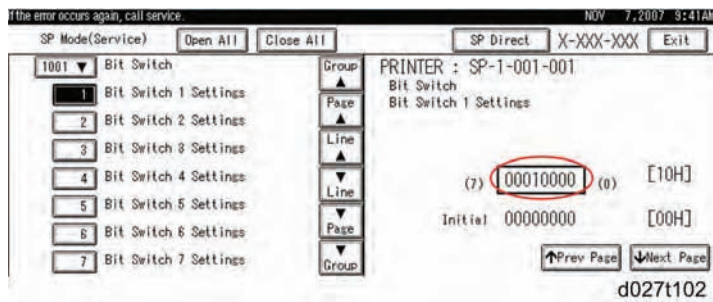 If the error occurs again, call service.
NOV 7,2007 9:41AM
SP Mode(Service) Open All Close All SP Direct X-XXX-XXX Exit
1001 ▼ Bit Switch
1 Bit Switch 1 Settings
2 Bit Switch 2 Settings
3 Bit Switch 3 Settings
4 Bit Switch 4 Settings
5 Bit Switch 5 Settings
6 Bit Switch 6 Settings
7 Bit Switch 7 Settings
Group
▲
Page
▲
Line
▲
▼
Line
▼
Page
▼
Group
PRINTER : SP-1-001-001
Bit Switch
Bit Switch 1 Settings
(7) 00010000 (0) [10H]
Initial 00000000 [00H]
↑Prev Page ↓Next Page
d027t102